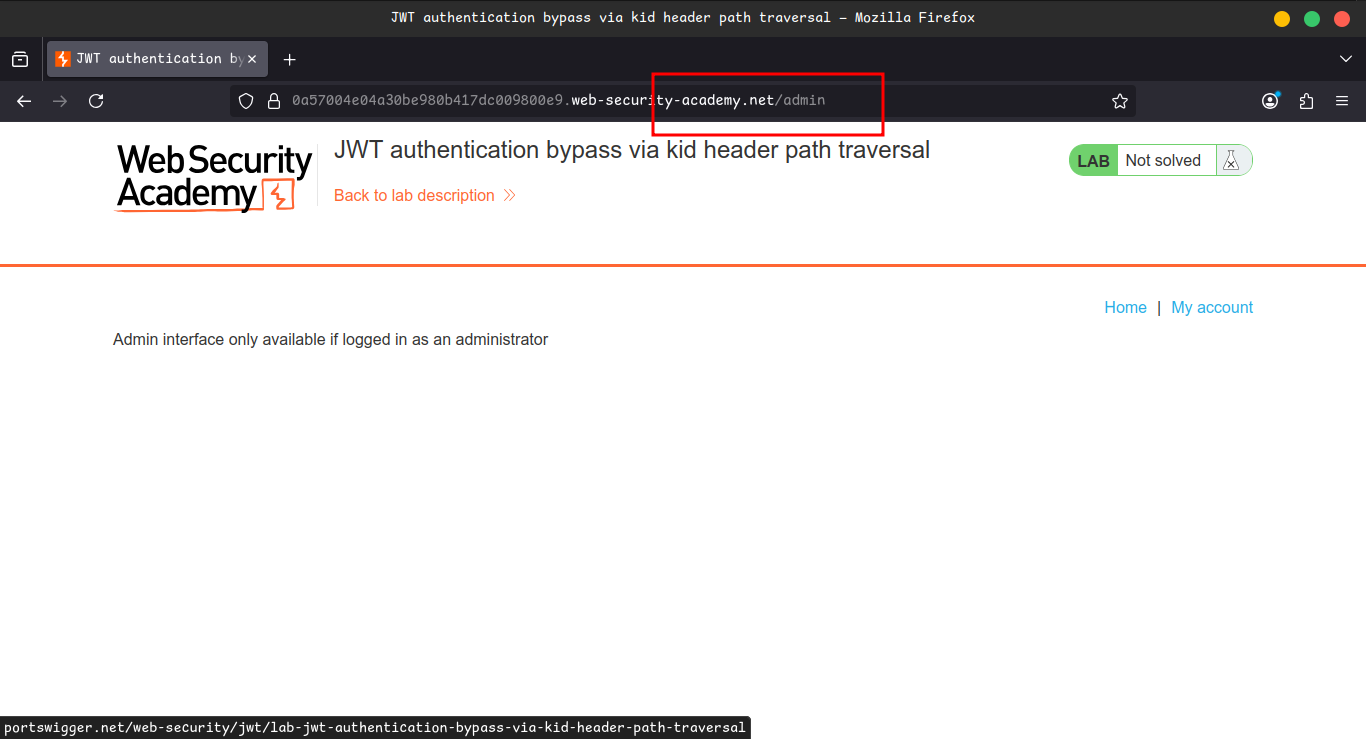 JWT authentication bypass via kid header path traversal — Mozilla Firefox
JWT authentication by
0a57004e04a30be980b417dc009800e9.web-security-academy.net/admin
WebSecurity
Academy
JWT authentication bypass via kid header path traversal
Back to lab description
LAB Not solved
Home | My account
Admin interface only available if logged in as an administrator
portswigger.net/web-security/jwt/lab-jwt-authentication-bypass-via-kid-header-path-traversal